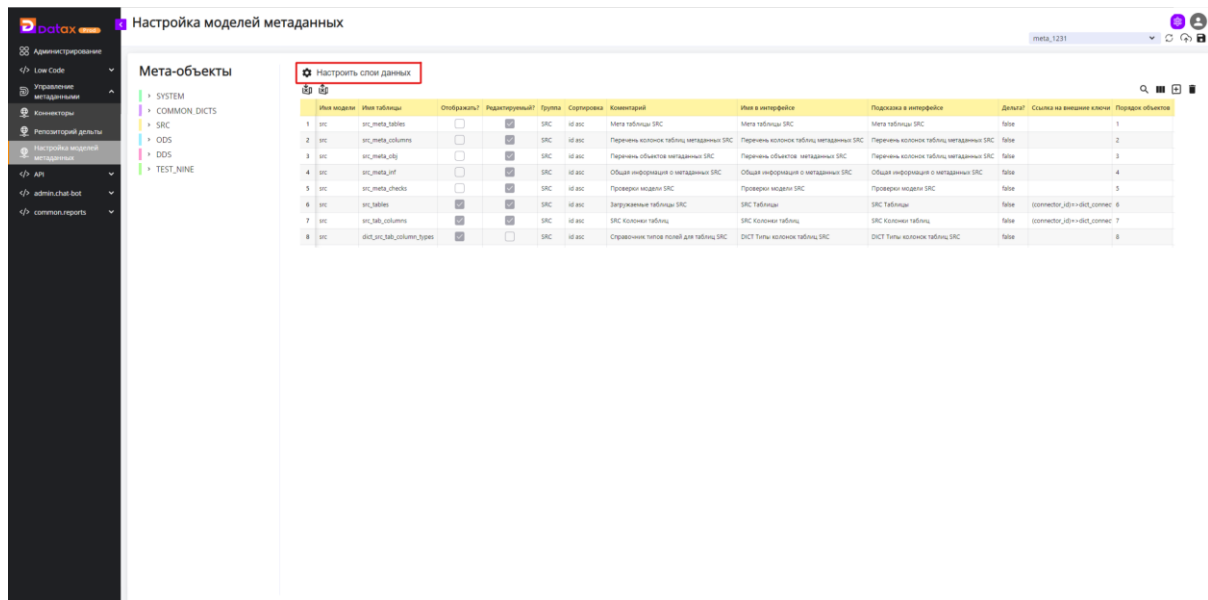 Datax
Настройка моделей метаданных
meta_1231
Администрирование
Low Code
Управление
метаданными
Коннекторы
Репозиторий дельты
Настройка моделей
метаданных
API
admin.chat-bot
common.reports
Мета-объекты
SYSTEM
COMMON_DICTS
SRC
ODS
DDS
TEST_NINE
Настроить слои данных
Имя модели Имя таблицы Отображать? Редактируемый? Группа Сортировка Коментарий Имя в интерфейсе Подсказка в интерфейсе Дельта? Ссылка на внешние ключи Порядок объектов
1 src src_meta_tables SRC id asc Мета таблицы SRC Мета таблицы SRC Мета таблицы SRC false 1
2 src src_meta_columns SRC id asc Перечень колонок таблиц метаданных SRC Перечень колонок таблиц метаданных SRC Перечень колонок таблиц метаданных SRC false 2
3 src src_meta_obj SRC id asc Перечень объектов метаданных SRC Перечень объектов метаданных SRC Перечень колонок таблиц метаданных SRC false 3
4 src src_meta_inf SRC id asc Общая информация о метаданных SRC Общая информация о метаданных SRC Общая информация о метаданных SRC false 4
5 src src_meta_checks SRC id asc Проверки модели SRC Проверки модели SRC Проверки модели SRC false 5
6 src src_tables SRC id asc Загружаемые таблицы SRC SRC Таблицы SRC Таблицы false (connector_id)=>dict_connec 6
7 src src_tab_columns SRC id asc SRC Колонки таблиц SRC Колонки таблиц SRC Колонки таблиц false (connector_id)=>dict_connec 7
8 src dict_src_tab_column_types SRC id asc Справочник типов полей для таблиц SRC DICT Типы колонок таблиц SRC DICT Типы колонок таблиц SRC false 8